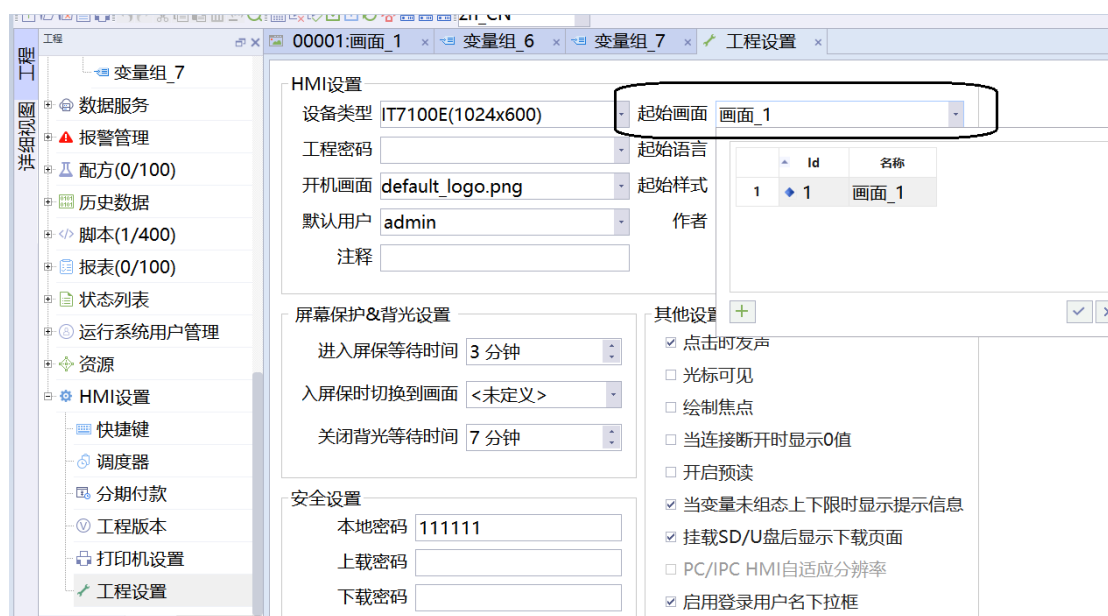 zh_CN
工程
00001:画面_1 × 变量组_6 × 变量组_7 × 工程设置 ×
工程
详细视图
变量组_7
数据服务
报警管理
配方(0/100)
历史数据
脚本(1/400)
报表(0/100)
状态列表
运行系统用户管理
资源
HMI设置
快捷键
调度器
分期付款
工程版本
打印机设置
工程设置
HMI设置
设备类型 IT7100E(1024x600)
起始画面 画面_1
工程密码
起始语言
开机画面 default_logo.png
起始样式
默认用户 admin
作者
注释
Id 名称
1 1 画面_1
屏幕保护&背光设置
进入屏保等待时间 3 分钟
入屏保时切换到画面 <未定义>
关闭背光等待时间 7 分钟
安全设置
本地密码 111111
上载密码
下载密码
其他设置
点击时发声
光标可见
绘制焦点
当连接断开时显示0值
开启预读
当变量未组态上下限时显示提示信息
挂载SD/U盘后显示下载页面
PC/IPC HMI自适应分辨率
启用登录用户名下拉框